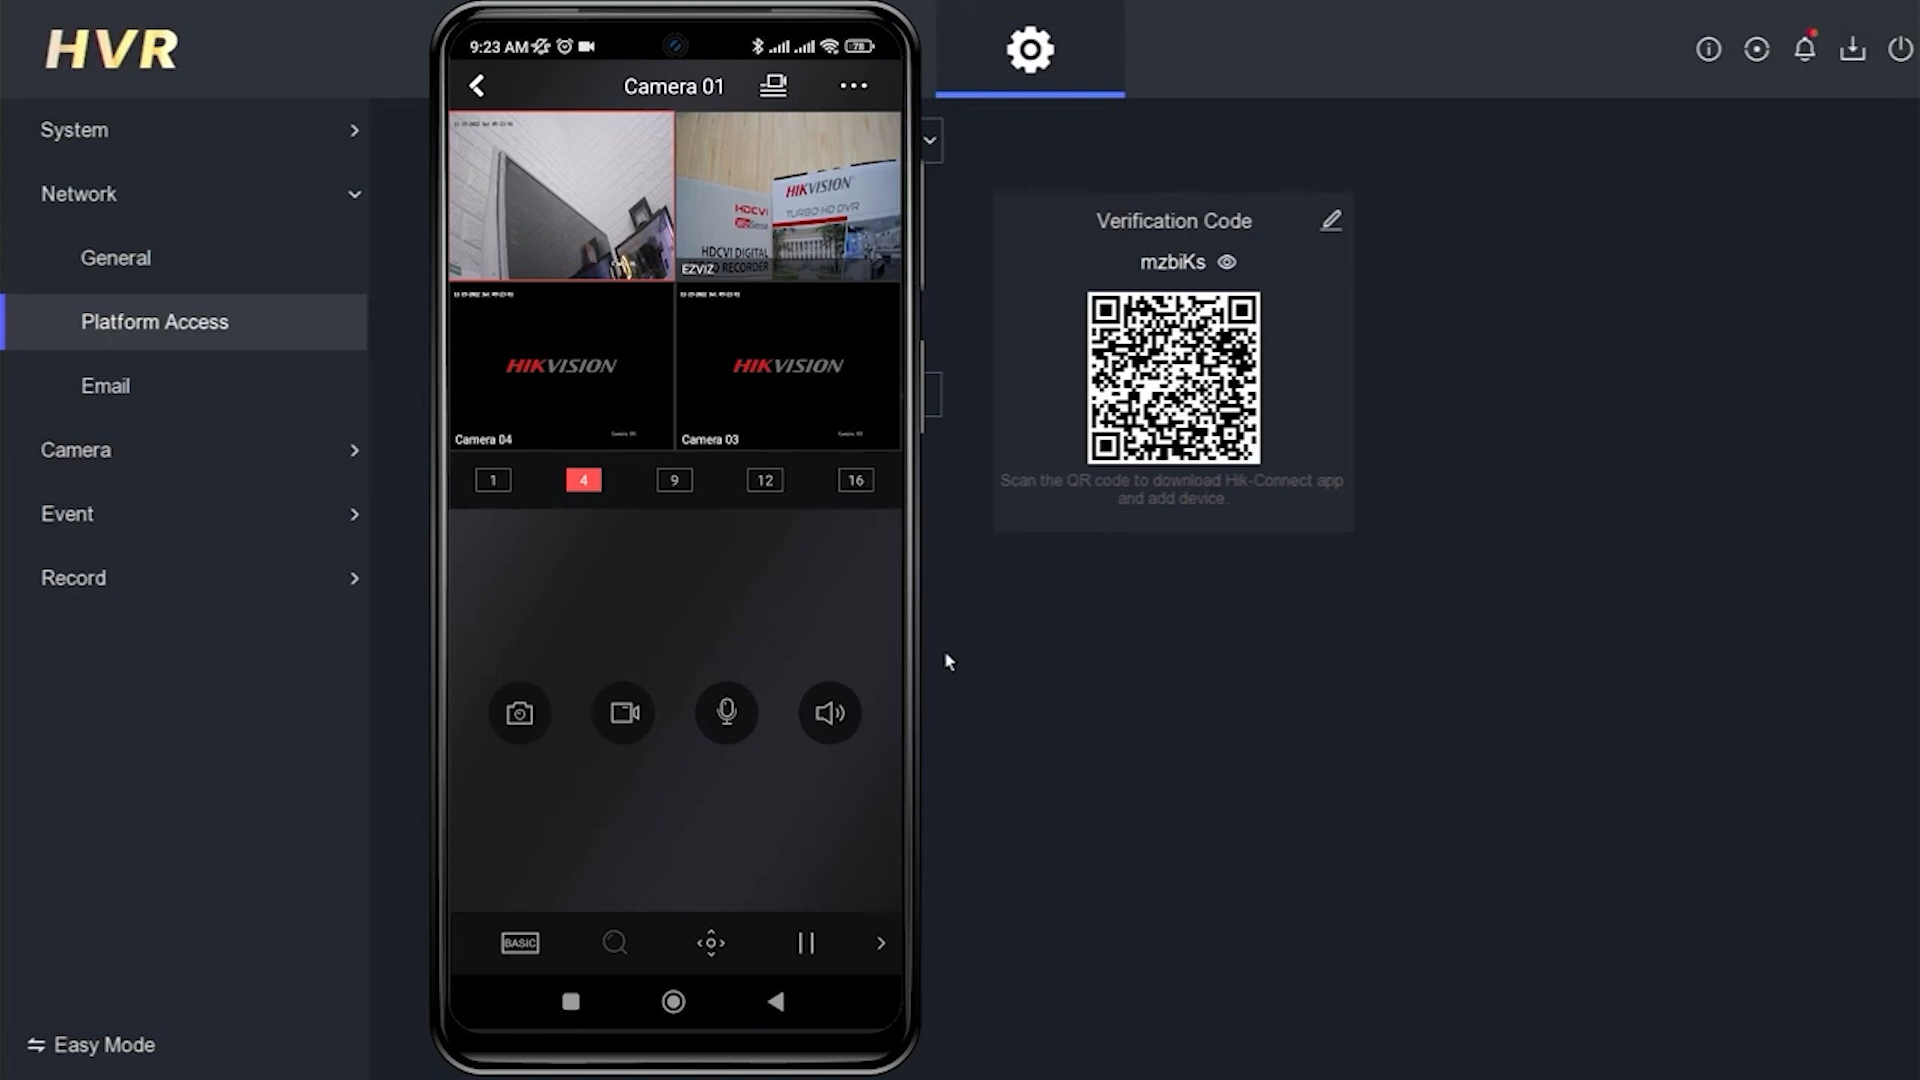 HVR
System
Network
General
Platform Access
Email
Camera
Event
Record
Easy Mode
9:23 AM
78
Camera 01
HIKVISION
TURBO HD DVR
HDCVI
HDCVI DIGITAL
RECORDER
EZVIZ
HIKVISION
HIKVISION
Camera 04
Camera 03
1 4 9 12 16
BASIC
Verification Code
mzbiKs
Scan the QR code to download Hik-Connect app
and add device.